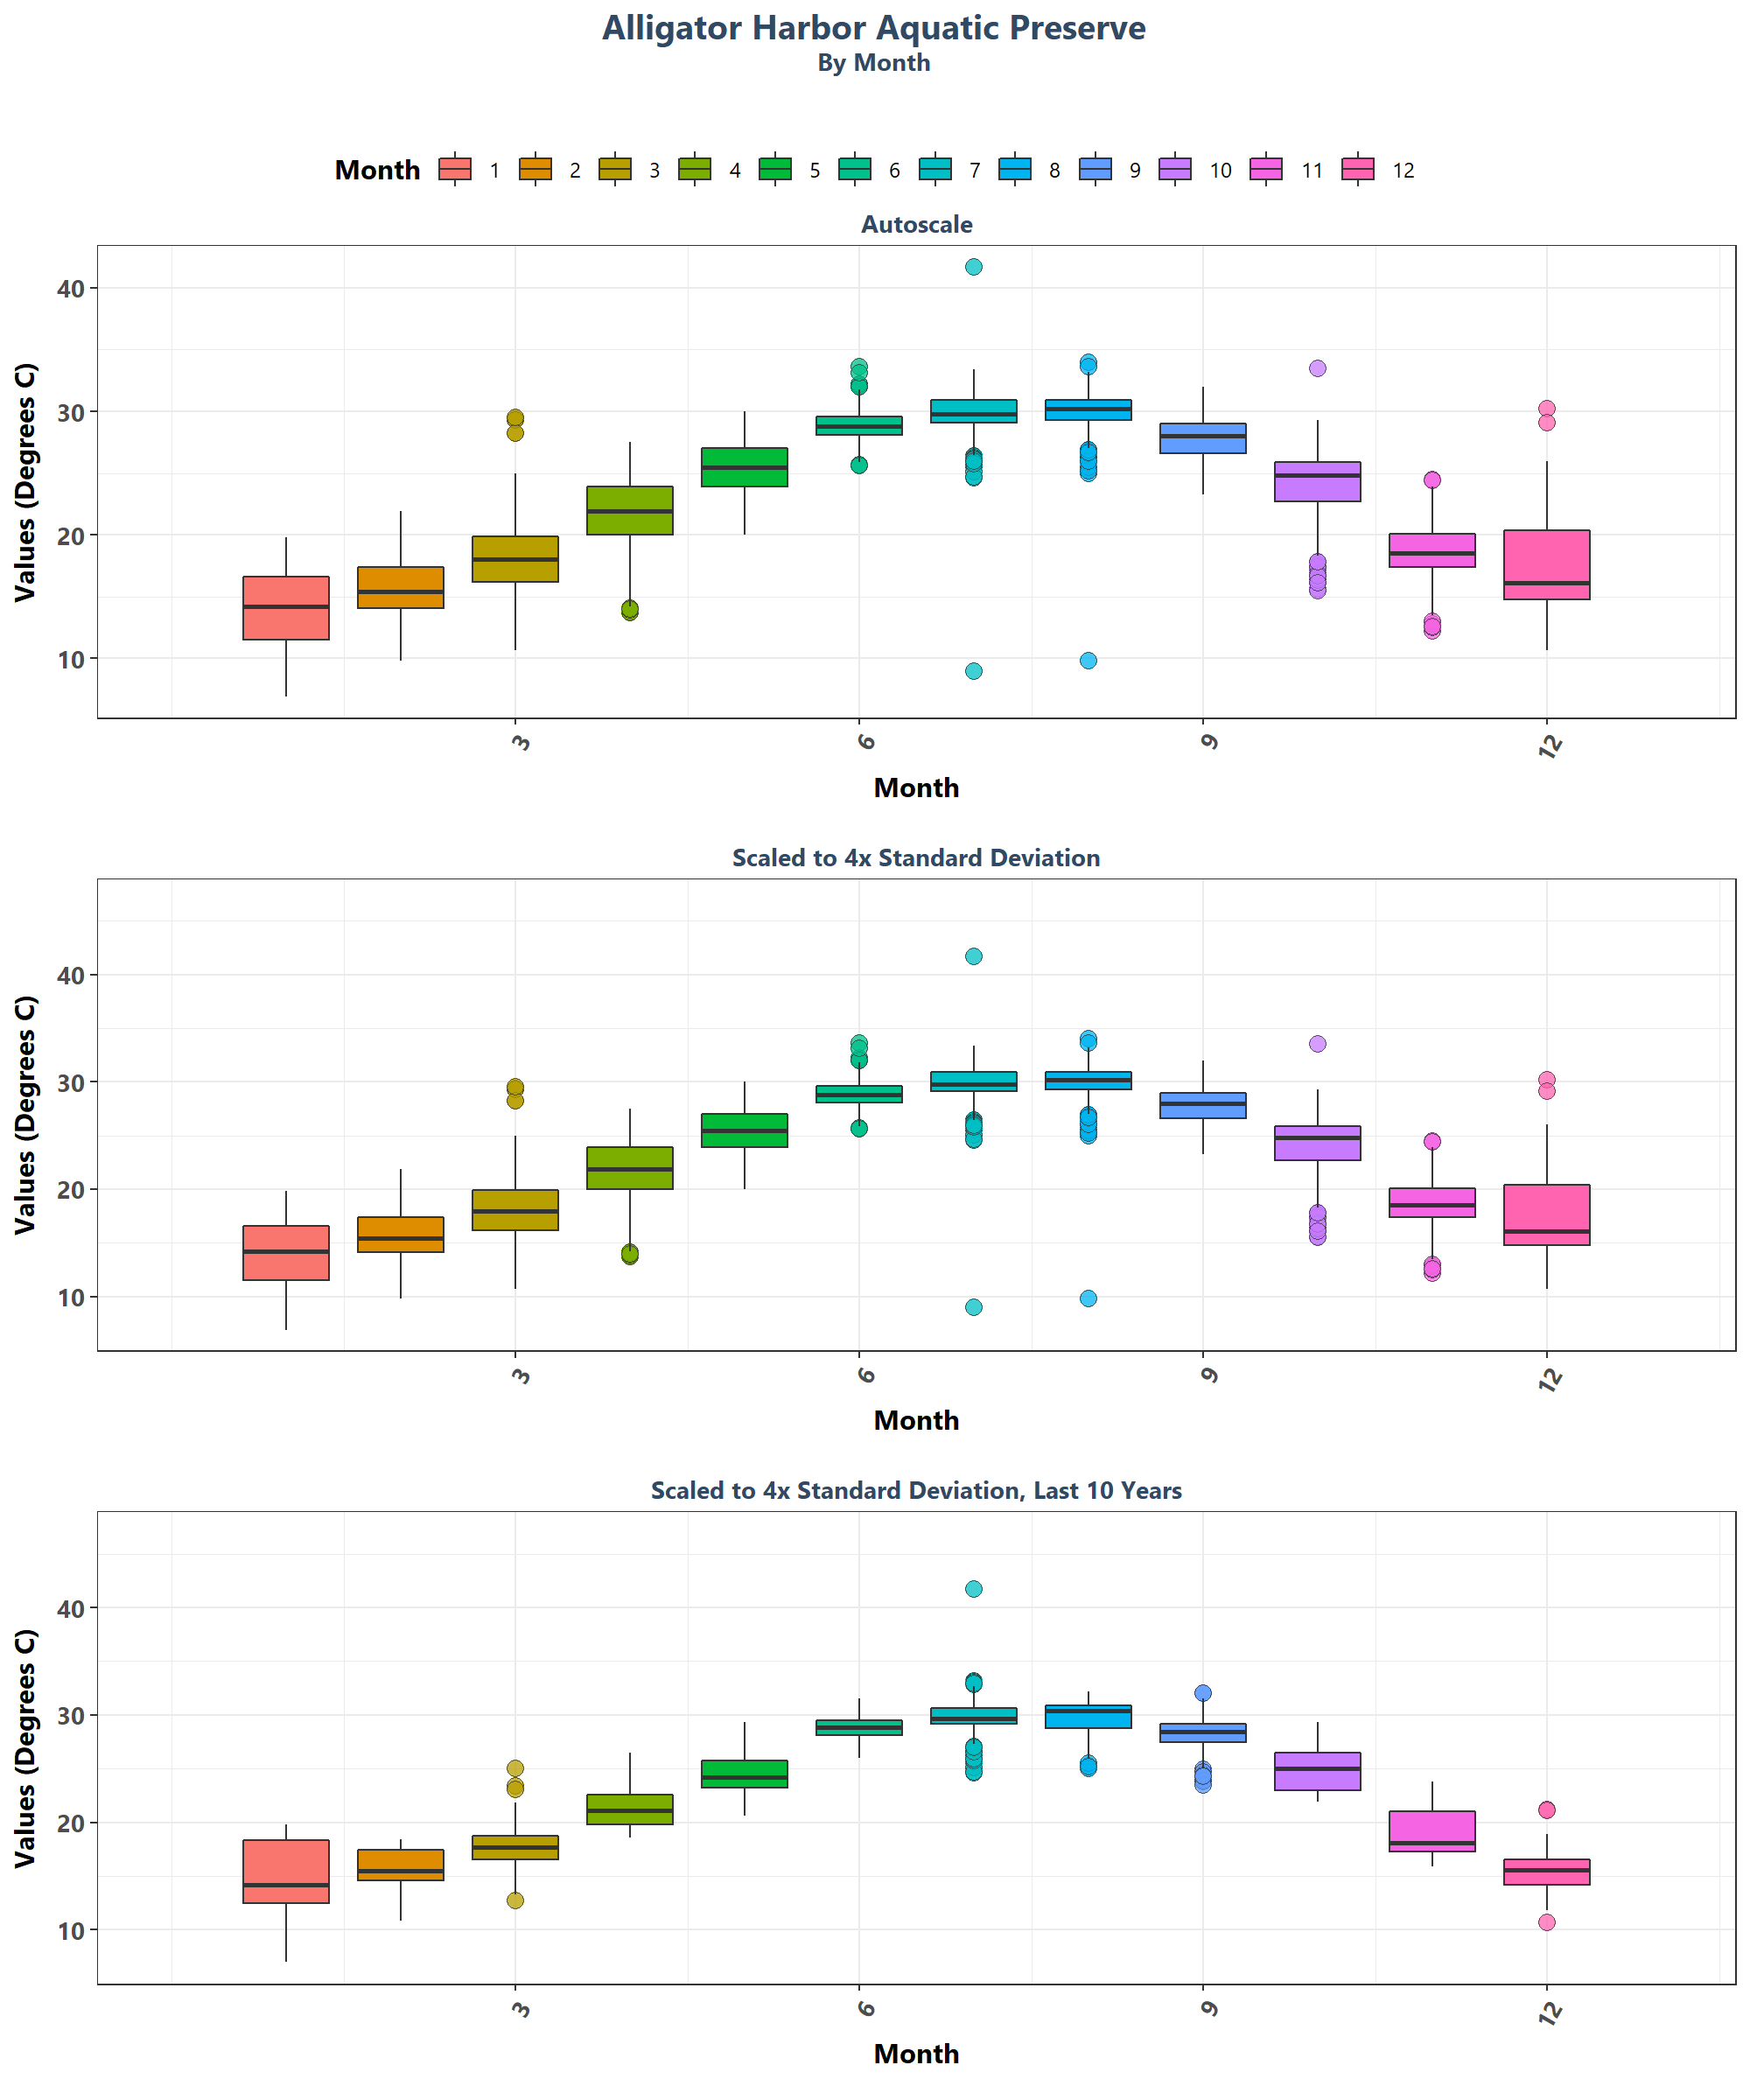 Alligator Harbor Aquatic Preserve
By Month
Month 1 2 3 4 5 6 7 8 9 10 11 12
Autoscale
Values (Degrees C)
40
30
20
10
3 6 9 12
Month
Scaled to 4x Standard Deviation
Values (Degrees C)
40
30
20
10
3 6 9 12
Month
Scaled to 4x Standard Deviation, Last 10 Years
Values (Degrees C)
40
30
20
10
3 6 9 12
Month